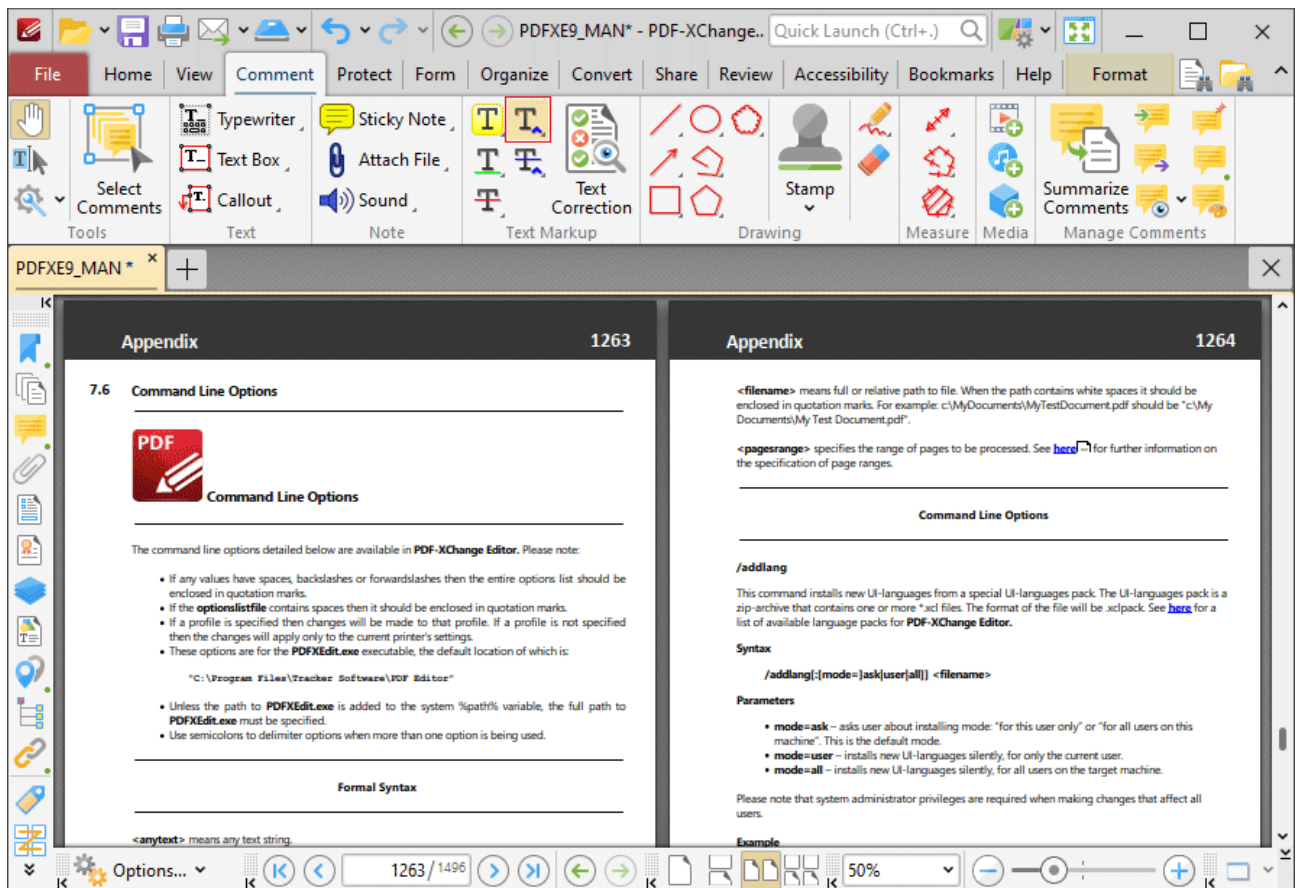 PDFXE9_MAN* - PDF-XChange..
Quick Launch (Ctrl+.)
File Home View Comment Protect Form Organize Convert Share Review Accessibility Bookmarks Help Format
Typewriter
Text Box
Callout
Select
Comments
Sticky Note
Attach File
Sound
Text
Correction
Stamp
Summarize
Comments
Tools Text Note Text Markup Drawing Measure Media Manage Comments
PDFXE9_MAN *
Appendix 1263
7.6 Command Line Options
PDF
Command Line Options
The command line options detailed below are available in PDF-XChange Editor. Please note:
• If any values have spaces, backslashes or forwardslashes then the entire options list should be
enclosed in quotation marks.
• If the optionslistfile contains spaces then it should be enclosed in quotation marks.
• If a profile is specified then changes will be made to that profile. If a profile is not specified
then the changes will apply only to the current printer's settings.
• These options are for the PDFXEdit.exe executable, the default location of which is:
"C:\Program Files\Tracker Software\PDF Editor"
• Unless the path to PDFXEdit.exe is added to the system %path% variable, the full path to
PDFXEdit.exe must be specified.
• Use semicolons to delimiter options when more than one option is being used.
Formal Syntax
<anytext> means any text string.
Appendix 1264
<filename> means full or relative path to file. When the path contains white spaces it should be
enclosed in quotation marks. For example: c:\MyDocuments\MyTestDocument.pdf should be "c:\My
Documents\My Test Document.pdf".
<pagesrange> specifies the range of pages to be processed. See here for further information on
the specification of page ranges.
Command Line Options
/addlang
This command installs new UI-languages from a special UI-languages pack. The UI-languages pack is a
zip-archive that contains one or more *.xcl files. The format of the file will be .xclpack. See here for a
list of available language packs for PDF-XChange Editor.
Syntax
/addlang[:[mode=]ask|user|all]] <filename>
Parameters
• mode=ask – asks user about installing mode: "for this user only" or "for all users on this
machine". This is the default mode.
• mode=user – installs new UI-languages silently, for only the current user.
• mode=all – installs new UI-languages silently, for all users on the target machine.
Please note that system administrator privileges are required when making changes that affect all
users.
Example
Options... 1263 / 1496 50%